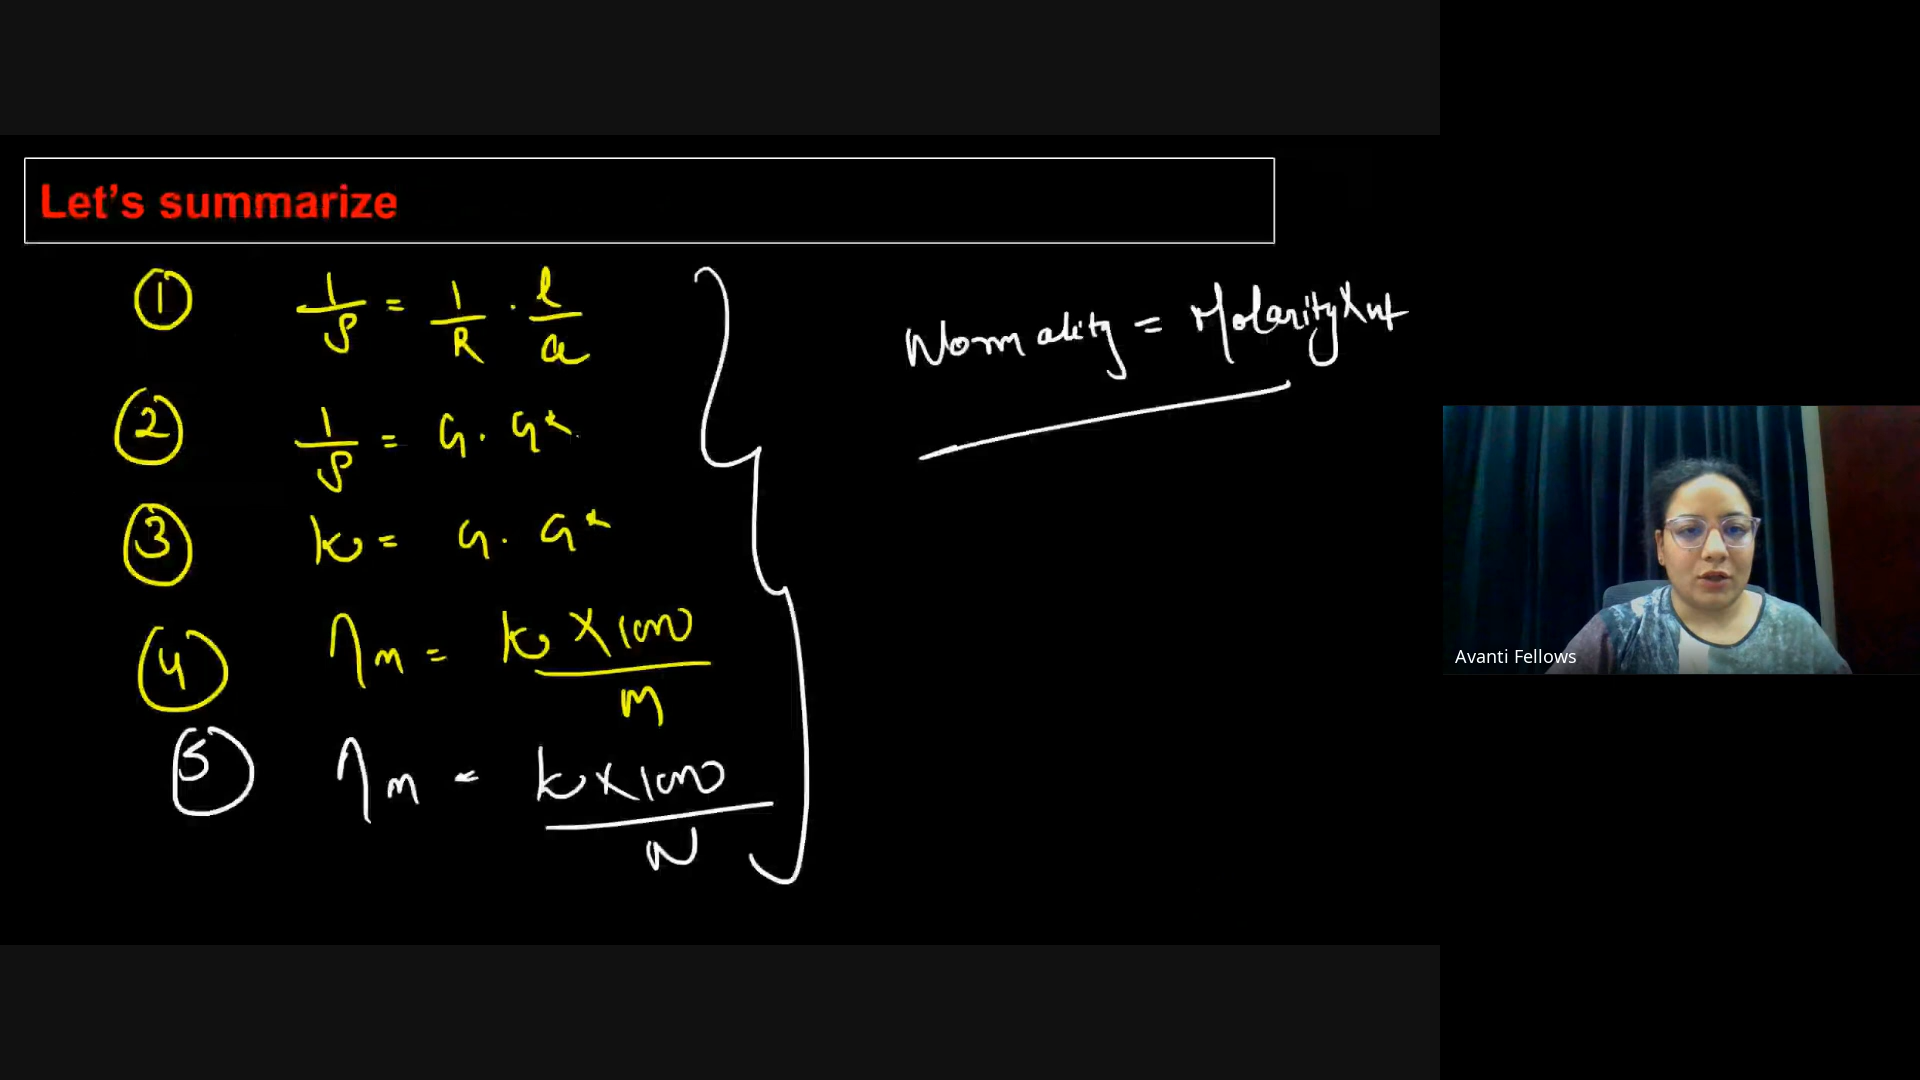 Let's summarize
① 1/ρ = 1/R · l/a
② 1/ρ = G · G*
③ k = G · G*
④ Λm = k × 1000 / M
⑤ Λm = k × 1000 / N
Normality = Molarity × nf
Avanti Fellows